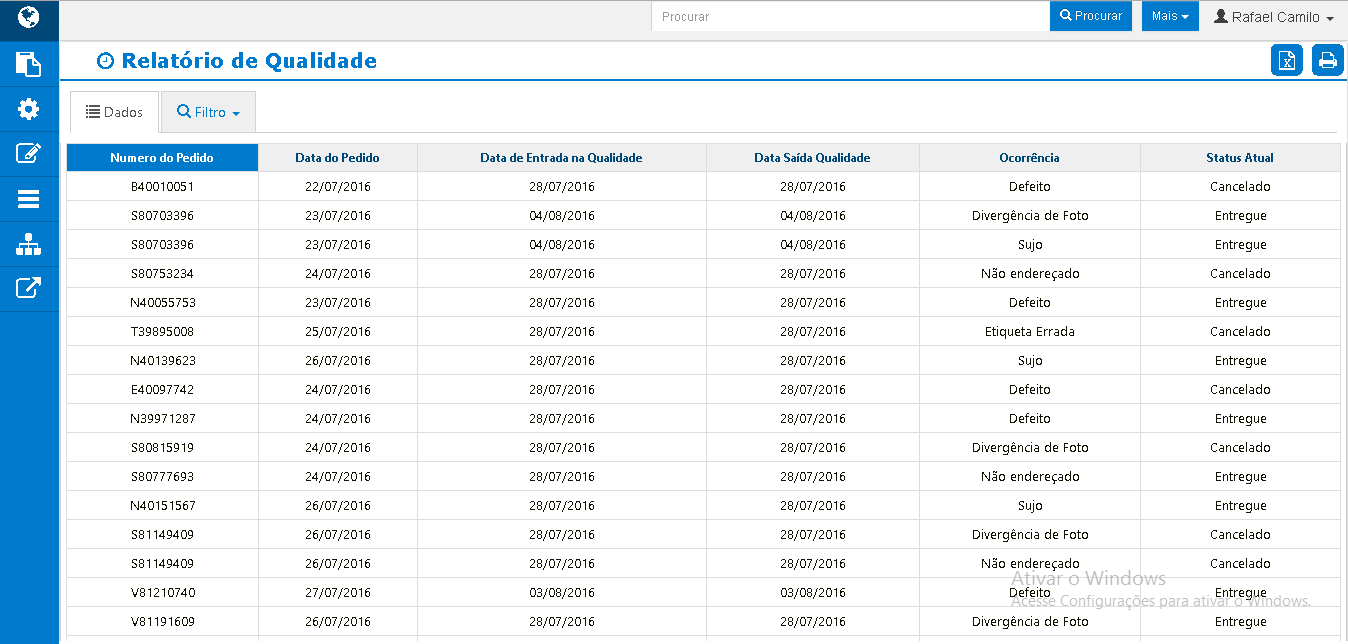 Procurar Procurar Mais Rafael Camilo
Relatório de Qualidade
Dados Filtro
Numero do Pedido Data do Pedido Data de Entrada na Qualidade Data Saída Qualidade Ocorrência Status Atual
B40010051 22/07/2016 28/07/2016 28/07/2016 Defeito Cancelado
S80703396 23/07/2016 04/08/2016 04/08/2016 Divergência de Foto Entregue
S80703396 23/07/2016 04/08/2016 04/08/2016 Sujo Entregue
S80753234 24/07/2016 28/07/2016 28/07/2016 Não endereçado Cancelado
N40055753 23/07/2016 28/07/2016 28/07/2016 Defeito Entregue
T39895008 25/07/2016 28/07/2016 28/07/2016 Etiqueta Errada Cancelado
N40139623 26/07/2016 28/07/2016 28/07/2016 Sujo Entregue
E40097742 24/07/2016 28/07/2016 28/07/2016 Defeito Cancelado
N39971287 24/07/2016 28/07/2016 28/07/2016 Defeito Entregue
S80815919 24/07/2016 28/07/2016 28/07/2016 Divergência de Foto Cancelado
S80777693 24/07/2016 28/07/2016 28/07/2016 Não endereçado Entregue
N40151567 26/07/2016 28/07/2016 28/07/2016 Sujo Entregue
S81149409 26/07/2016 28/07/2016 28/07/2016 Divergência de Foto Cancelado
S81149409 26/07/2016 28/07/2016 28/07/2016 Não endereçado Cancelado
Ativar o Windows
V81210740 27/07/2016 03/08/2016 03/08/2016 Defeito Entregue
Acesse Configurações para ativar o Windows.
V81191609 26/07/2016 28/07/2016 28/07/2016 Divergência de Foto Entregue